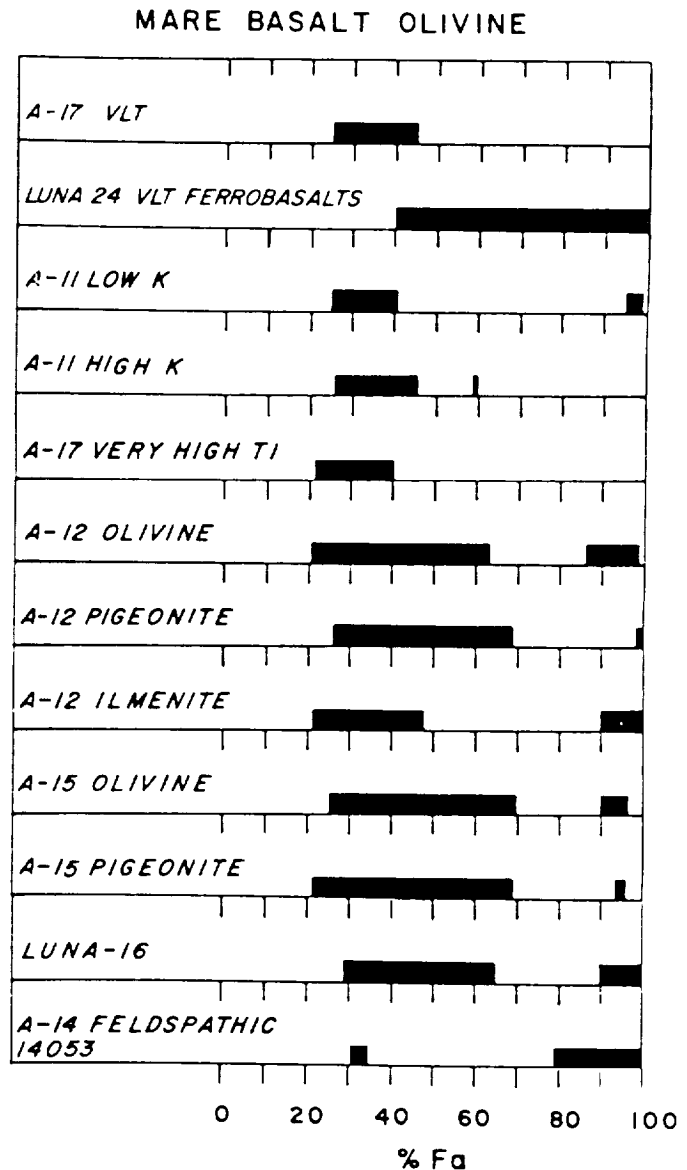 MARE BASALT OLIVINE
A-17 VLT
LUNA 24 VLT FERROBASALTS
A-11 LOW K
A-11 HIGH K
A-17 VERY HIGH TI
A-12 OLIVINE
A-12 PIGEONITE
A-12 ILMENITE
A-15 OLIVINE
A-15 PIGEONITE
LUNA-16
A-14 FELDSPATHIC
14053
0 20 40 60 80 100
% Fa